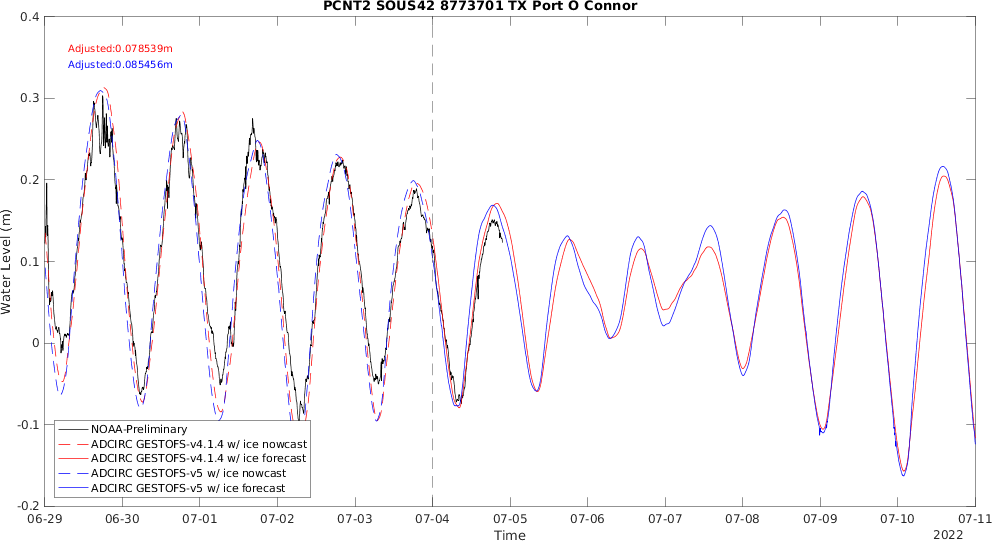 PCNT2 SOUS42 8773701 TX Port O Connor
Adjusted:0.078539m
Adjusted:0.085456m
Water Level (m)
0.4
0.3
0.2
0.1
0
-0.1
-0.2
NOAA-Preliminary
ADCIRC GESTOFS-v4.1.4 w/ ice nowcast
ADCIRC GESTOFS-v4.1.4 w/ ice forecast
ADCIRC GESTOFS-v5 w/ ice nowcast
ADCIRC GESTOFS-v5 w/ ice forecast
06-29 06-30 07-01 07-02 07-03 07-04 07-05 07-06 07-07 07-08 07-09 07-10 07-11
Time
2022